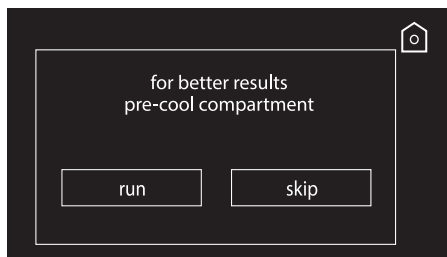 for better results
pre-cool compartment
run
skip